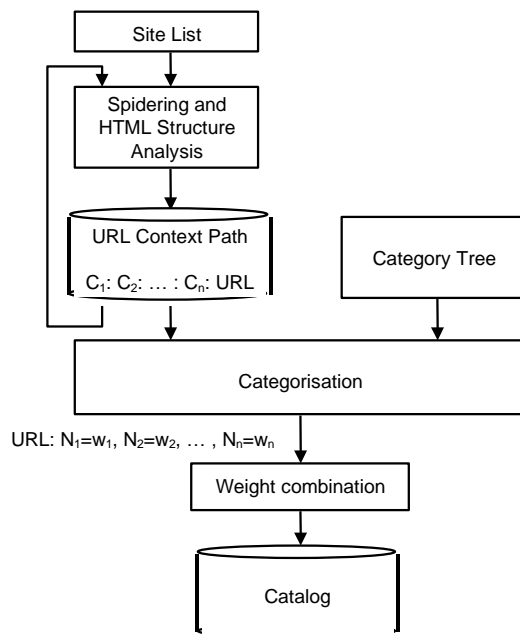 Site List
Spidering and
HTML Structure
Analysis
URL Context Path
C₁: C₂: … : Cₙ: URL
Category Tree
Categorisation
URL: N₁=w₁, N₂=w₂, … , Nₙ=wₙ
Weight combination
Catalog